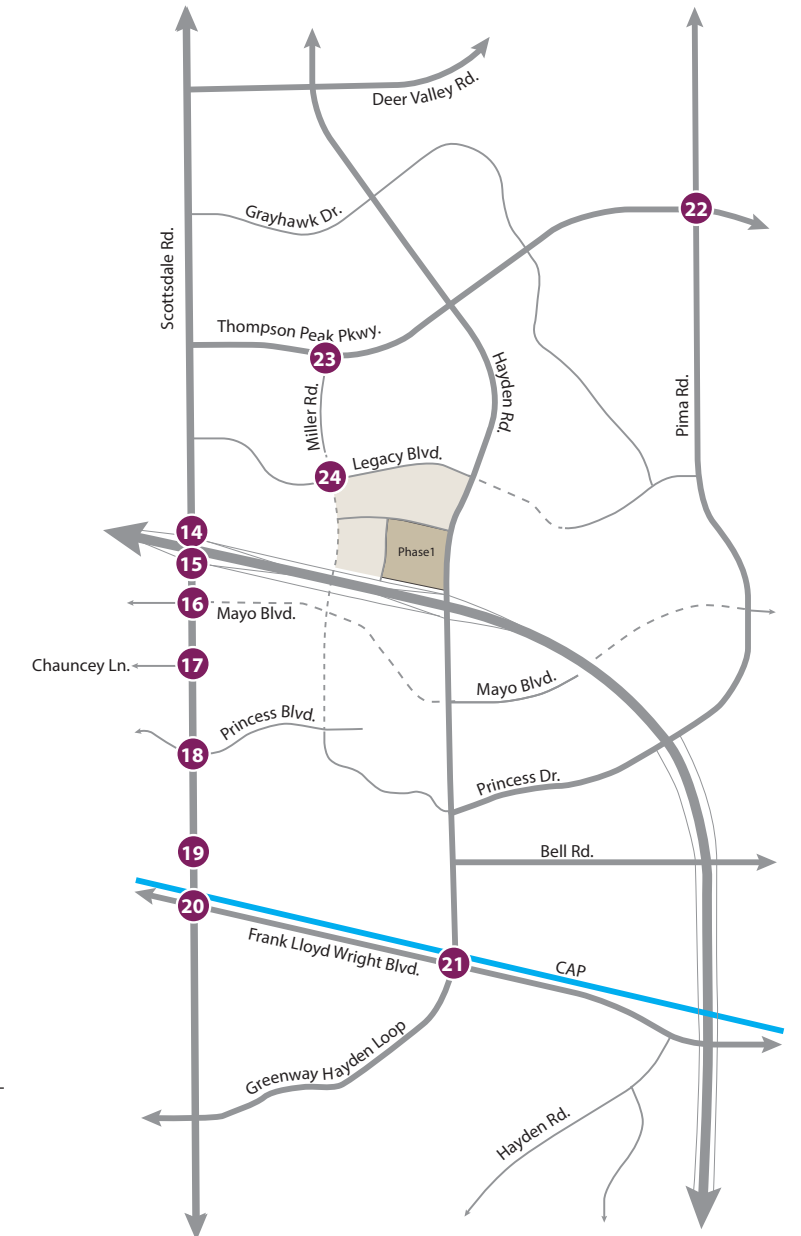 Deer Valley Rd.
Grayhawk Dr.
22
Scottsdale Rd.
Thompson Peak Pkwy.
23
Hayden Rd.
Miller Rd.
Pima Rd.
Legacy Blvd.
24
14
Phase1
15
16
Mayo Blvd.
Chauncey Ln.
17
Mayo Blvd.
Princess Blvd.
18
Princess Dr.
19
Bell Rd.
20
Frank Lloyd Wright Blvd.
21
CAP
Greenway Hayden Loop
Hayden Rd.